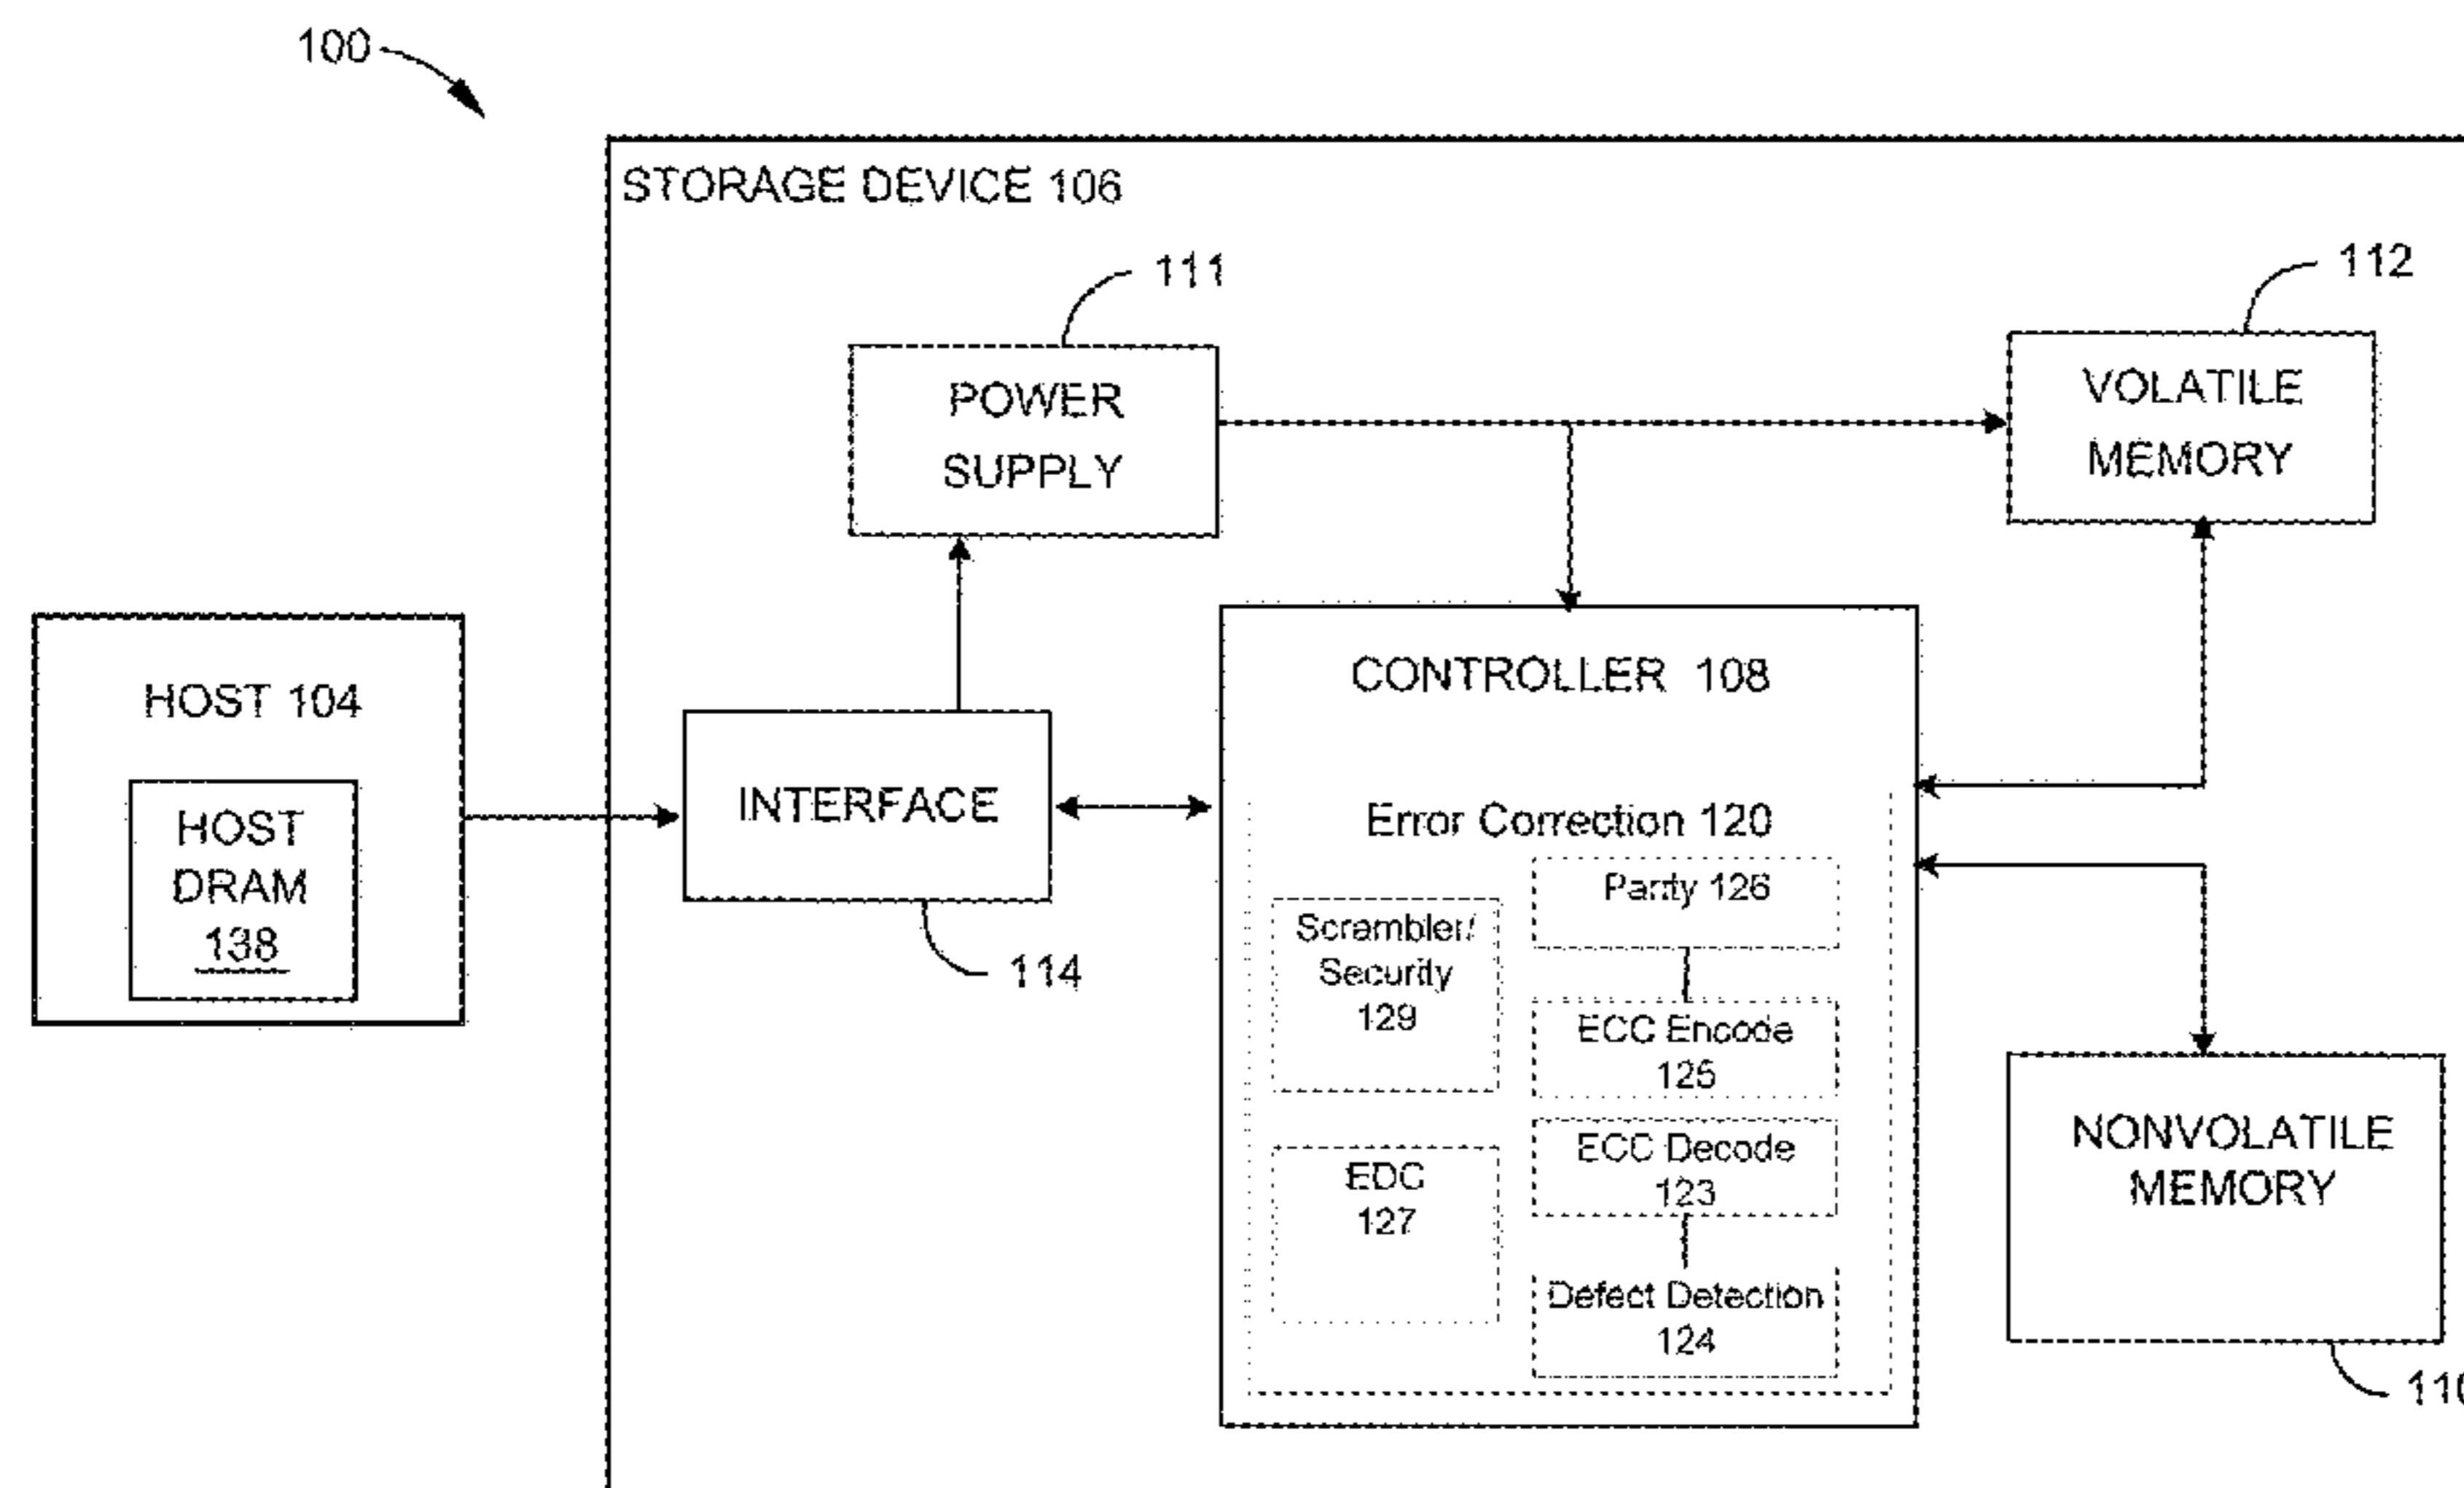 100
STORAGE DEVICE 106
111
112
POWER
SUPPLY
VOLATILE
MEMORY
HOST 104
HOST
DRAM
138
INTERFACE
114
CONTROLLER 108
Error Correction 120
Scrambler/
Security
129
Parity 126
ECC Encode
125
ECC Decode
123
EDC
127
Defect Detection
124
NONVOLATILE
MEMORY
110